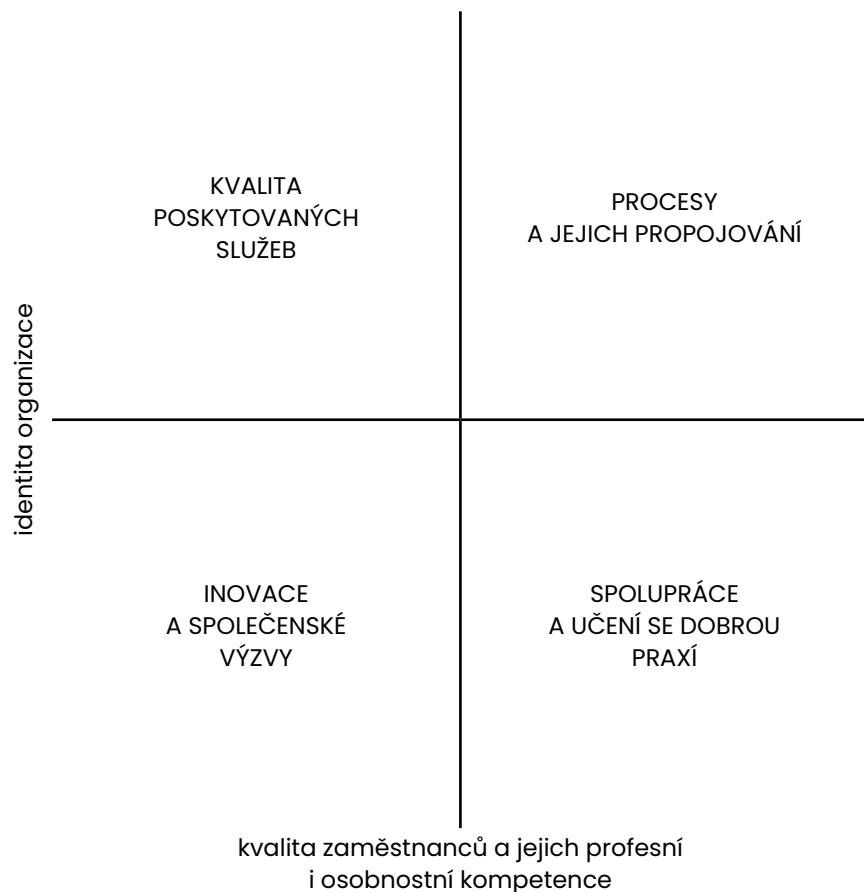 KVALITA
POSKYTOVANÝCH
SLUŽEB
PROCESY
A JEJICH PROPOJOVÁNÍ
identita organizace
INOVACE
A SPOLEČENSKÉ
VÝZVY
SPOLUPRÁCE
A UČENÍ SE DOBROU
PRAXÍ
kvalita zaměstnanců a jejich profesní
i osobnostní kompetence